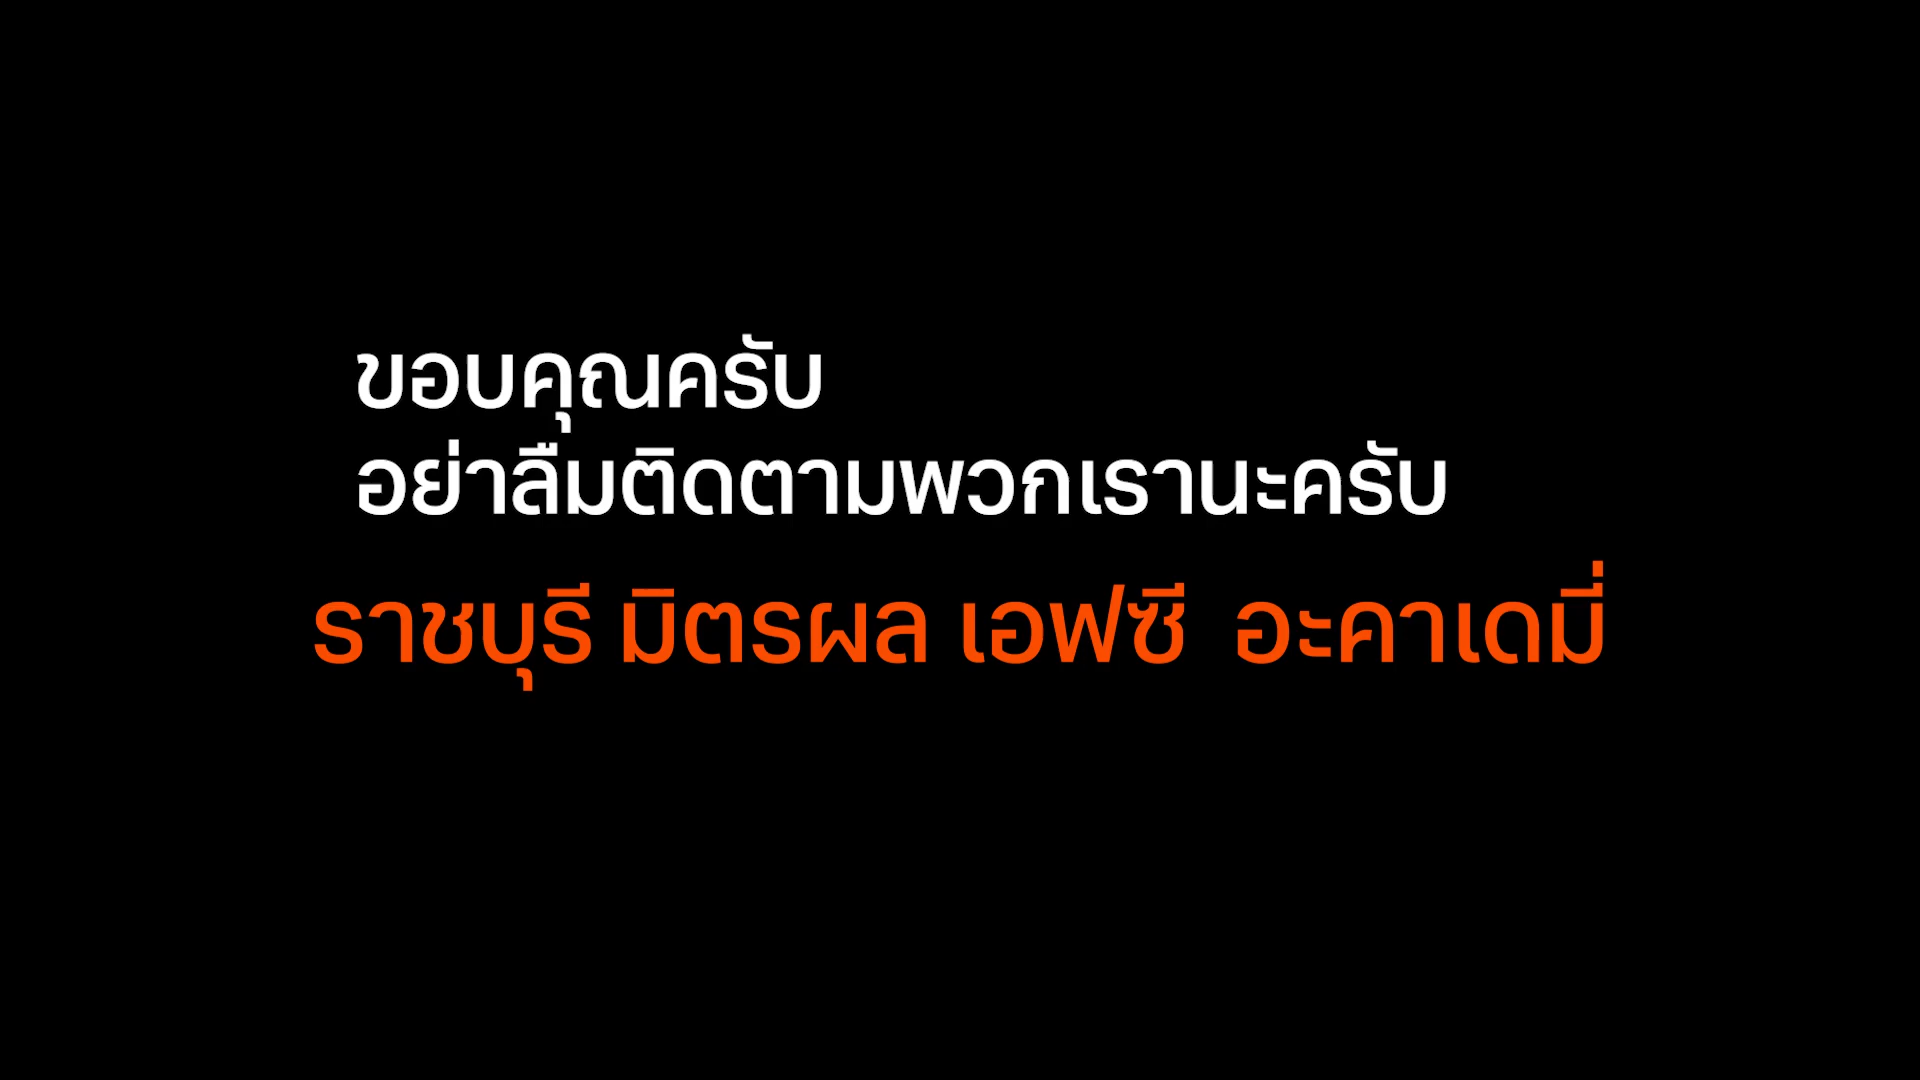 ขอบคุณครับ
อย่าลืมติดตามพวกเรานะครับ
ราชบุรี มิตรผล เอฟซี  อะคาเดมี่